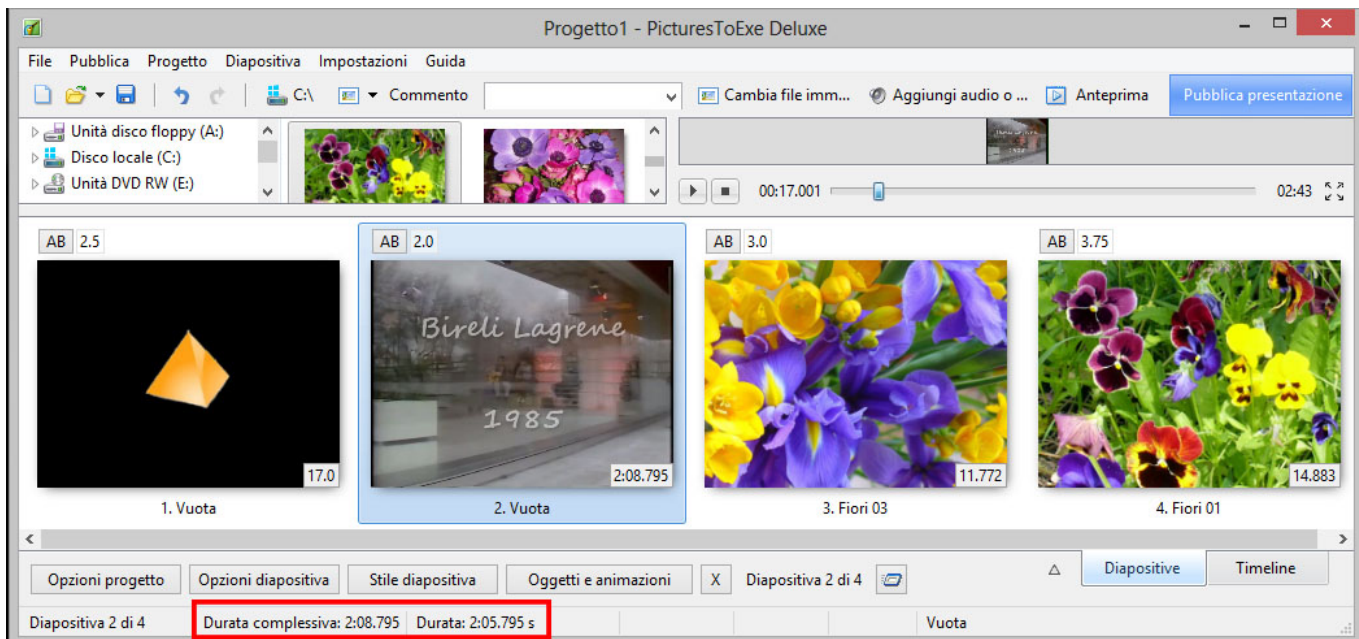 Progetto1 - PicturesToExe Deluxe
File Pubblica Progetto Diapositiva Impostazioni Guida
C:\ Commento Cambia file imm... Aggiungi audio o ... Anteprima Pubblica presentazione
Unità disco floppy (A:)
Disco locale (C:)
Unità DVD RW (E:)
00:17.001 02:43
AB 2.5 AB 2.0 AB 3.0 AB 3.75
Bireli Lagrene
1985
17.0 2:08.795 11.772 14.883
1. Vuota 2. Vuota 3. Fiori 03 4. Fiori 01
Opzioni progetto Opzioni diapositiva Stile diapositiva Oggetti e animazioni X Diapositiva 2 di 4 Diapositive Timeline
Diapositiva 2 di 4 Durata complessiva: 2:08.795 Durata: 2:05.795 s Vuota